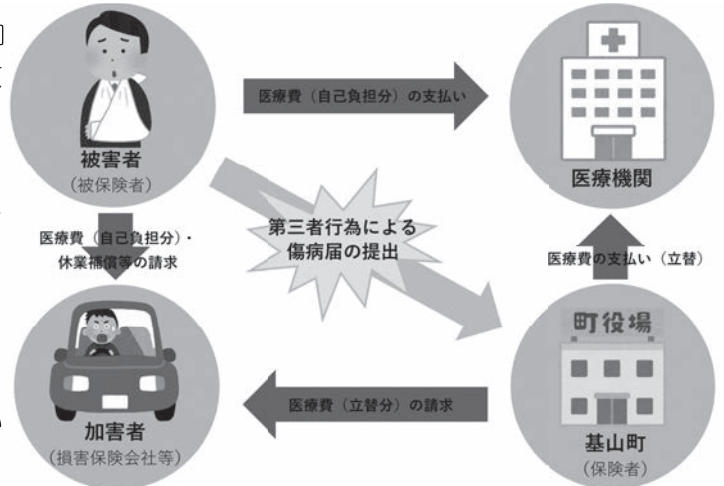 医療費（自己負担分）の支払い
被害者
（被保険者）
医療機関
第三者行為による
傷病届の提出
医療費（自己負担分）・
休業補償等の請求
医療費の支払い（立替）
町役場
医療費（立替分）の請求
加害者
（損害保険会社等）
基山町
（保険者）